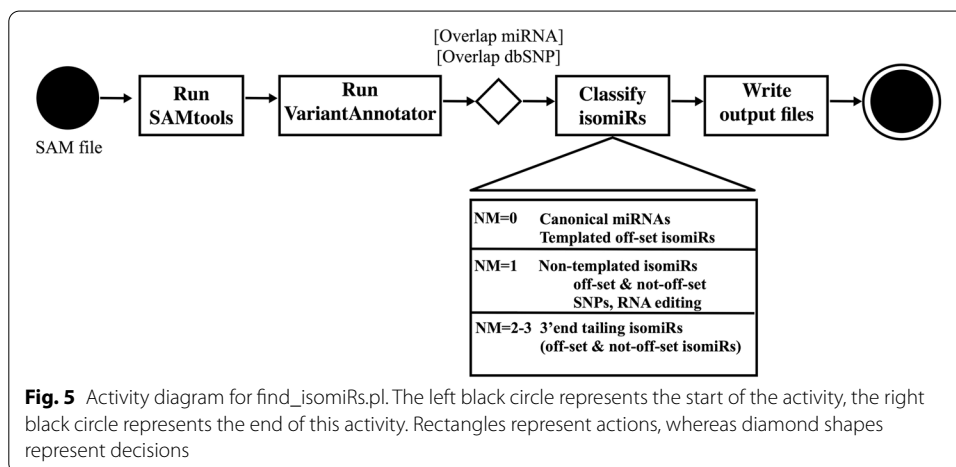 [Overlap miRNA]
[Overlap dbSNP]
SAM file
Run
SAMtools
Run
VariantAnnotator
Classify
isomiRs
Write
output files
NM=0 Canonical miRNAs
Templated off-set isomiRs
NM=1 Non-templated isomiRs
off-set & not-off-set
SNPs, RNA editing
NM=2-3 3'end tailing isomiRs
(off-set & not-off-set isomiRs)
Fig. 5 Activity diagram for find_isomiRs.pl. The left black circle represents the start of the activity, the right
black circle represents the end of this activity. Rectangles represent actions, whereas diamond shapes
represent decisions